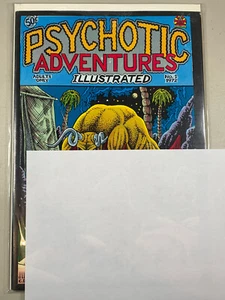 50¢
PSYCHOTIC
ADVENTURES
ADULTS
ONLY
ILLUSTRATED
NO. 1
1972